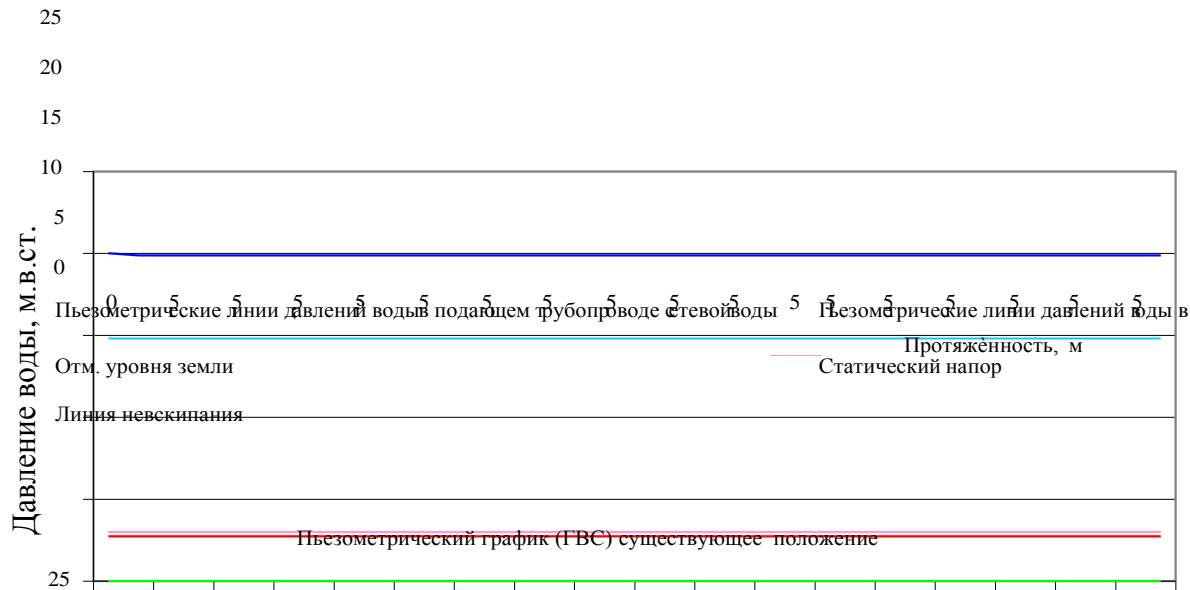 25
20
15
10
5
0
Давление воды, м.в.ст.
0 5 5 5 5 5 5 5 5 5 5 5 5 5 5 5 5 5
Пьезометрические линии давлений воды в подающем трубопроводе сетевой воды
Пьезометрические линии давлений воды в
Протяжѐнность, м
Отм. уровня земли
Статический напор
Линия невскипания
Пьезометрический график (ГВС) существующее положение
25